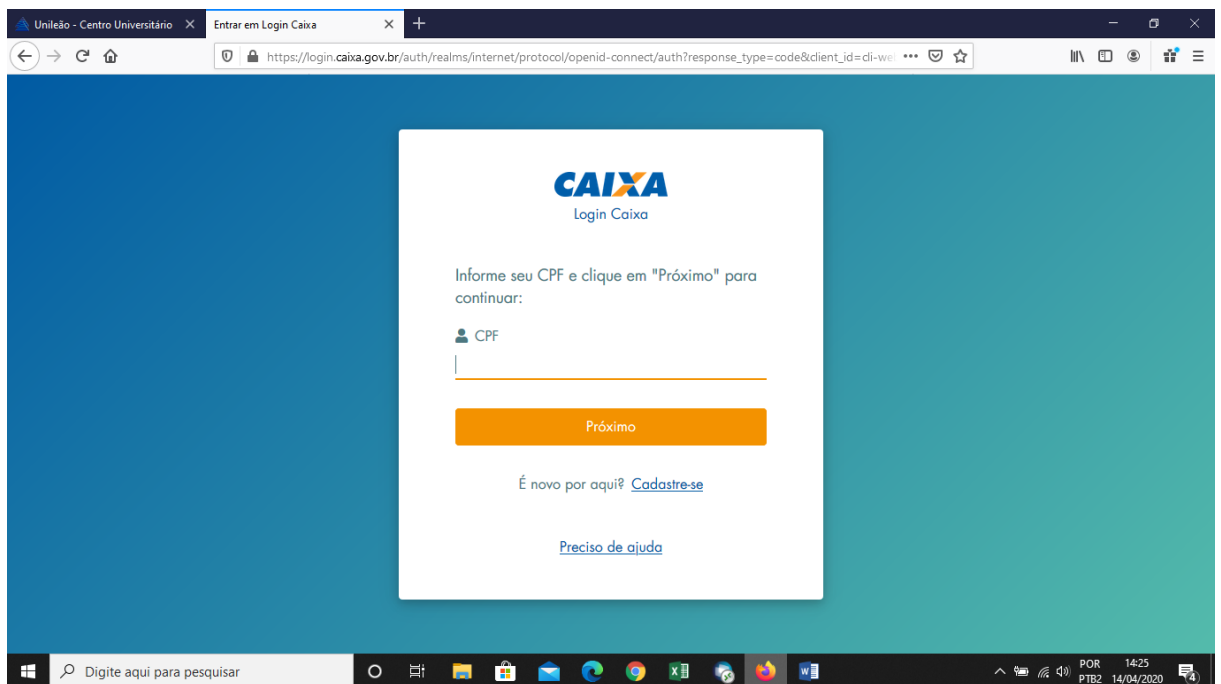 Unileão - Centro Universitário
Entrar em Login Caixa
https://login.caixa.gov.br/auth/realms/internet/protocol/openid-connect/auth?response_type=code&client_id=cli-we
CAIXA
Login Caixa
Informe seu CPF e clique em "Próximo" para
continuar:
CPF
Próximo
É novo por aqui? Cadastre-se
Preciso de ajuda
Digite aqui para pesquisar
POR
PTB2
14:25
14/04/2020
4